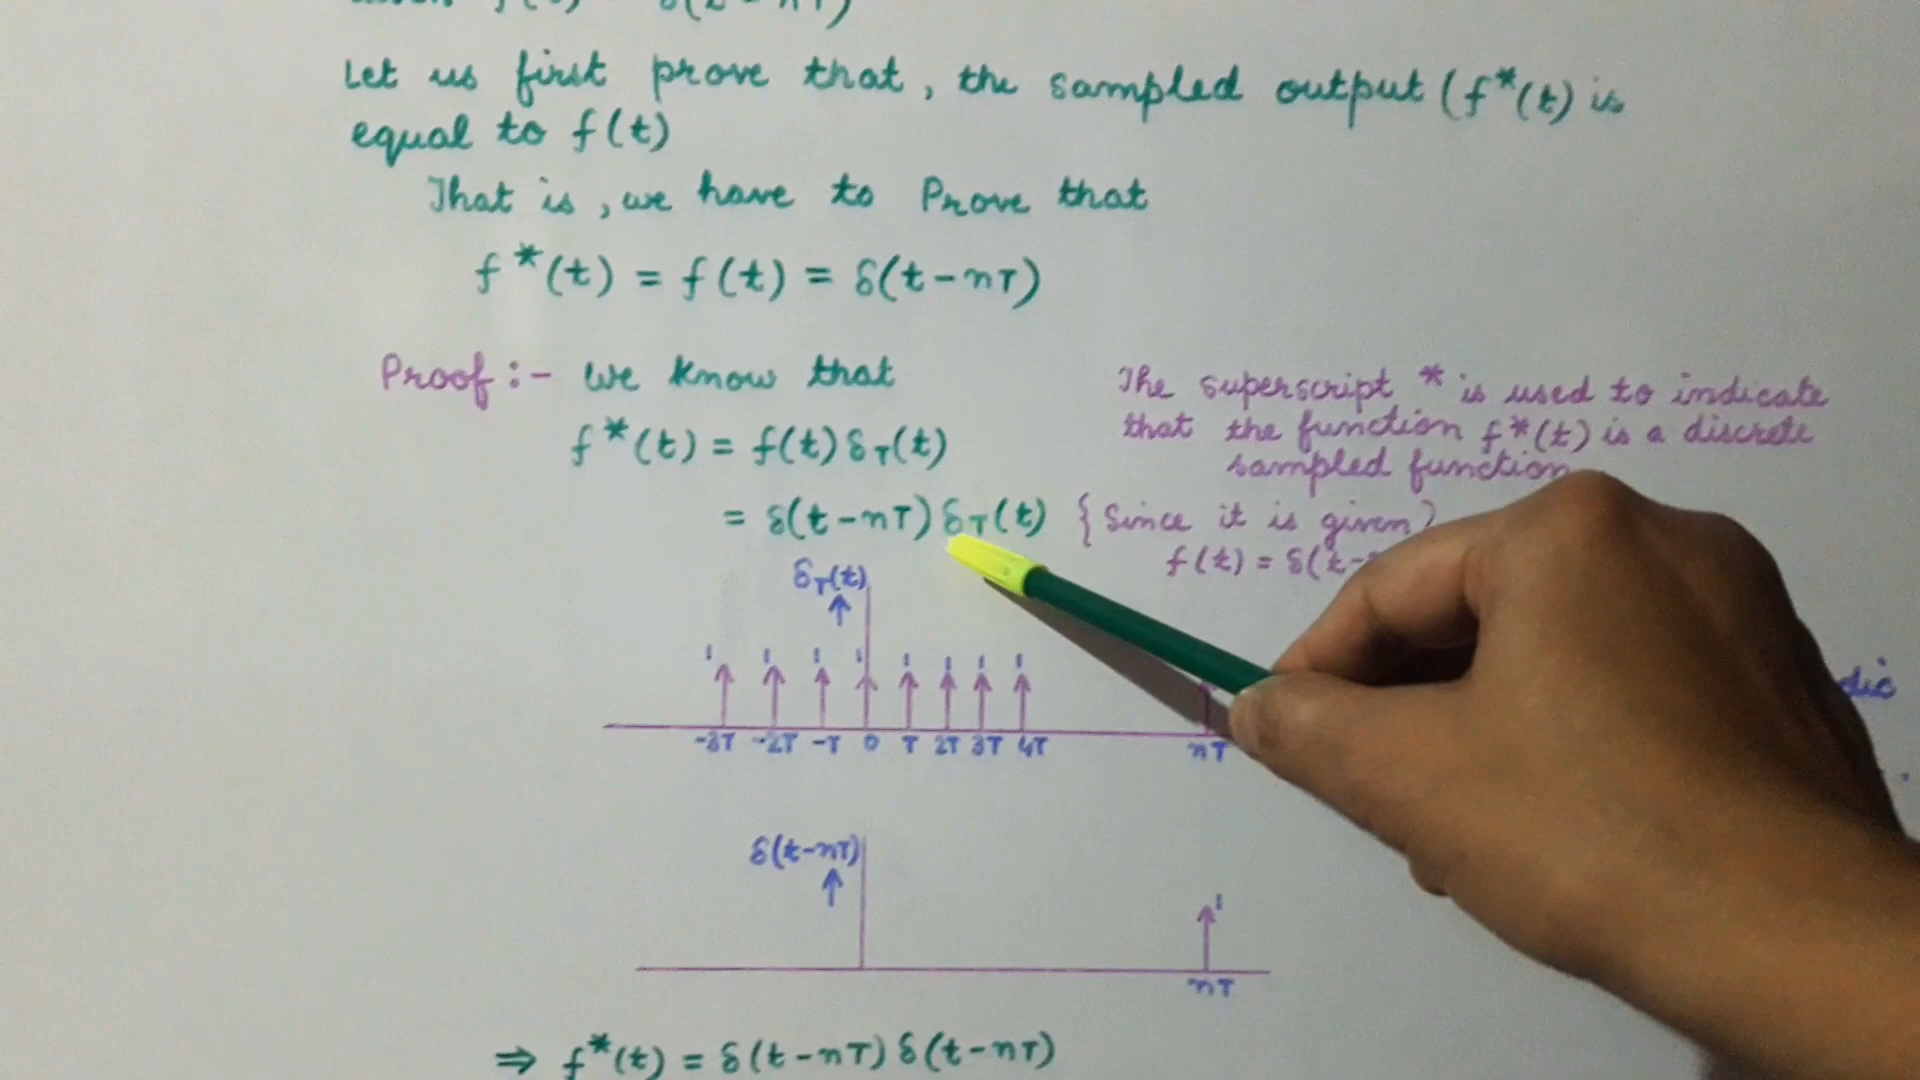 Let us first prove that, the sampled output (f*(t) is
equal to f(t)
That is, we have to Prove that
f*(t) = f(t) = δ(t-nT)
Proof :- We know that
f*(t) = f(t) δT(t)
= δ(t-nT) δT(t) {Since it is given}
The superscript * is used to indicate
that the function f*(t) is a discrete
sampled function
f(t) = δ(t-
δT(t)
1 1 1 1 1 1 1 1
-3T -2T -T 0 T 2T 3T 4T nT
dic
δ(t-nT)
1
nT
⇒ f*(t) = δ(t-nT) δ(t-nT)